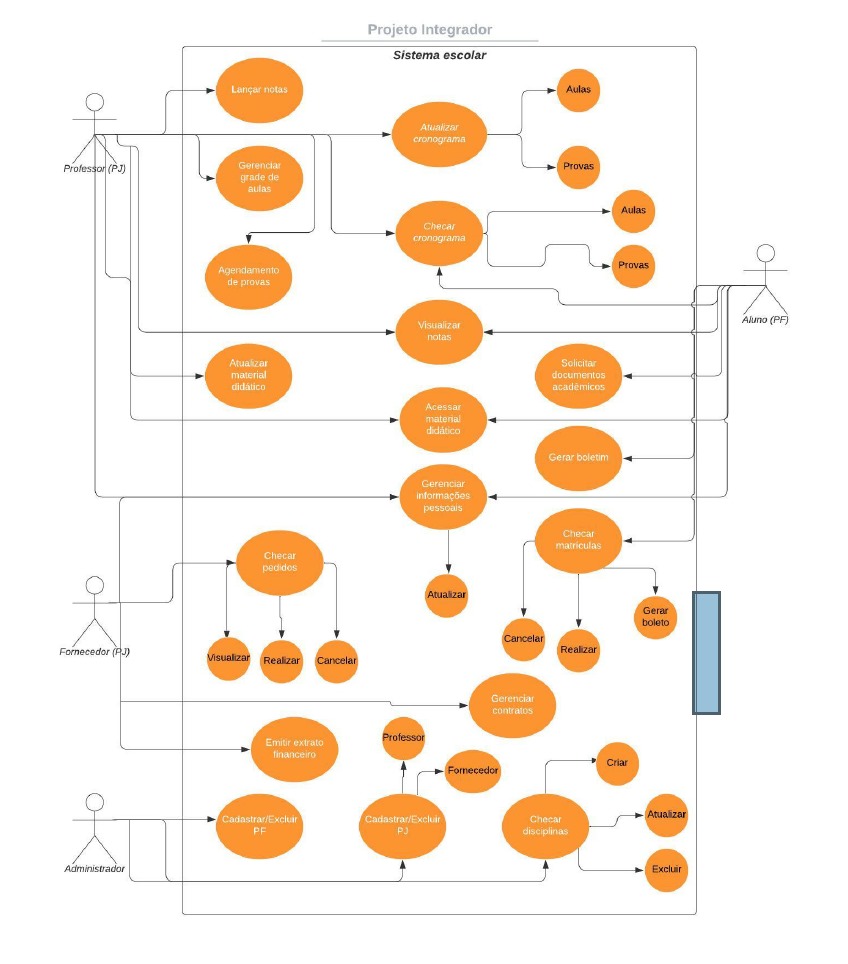 Projeto Integrador
Sistema escolar
Lançar notas
Aulas
Atualizar
cronograma
Professor (PJ)
Gerenciar
grade de
aulas
Provas
Checar
cronograma
Aulas
Provas
Agendamento
de provas
Aluno (PF)
Visualizar
notas
Atualizar
material
didático
Solicitar
documentos
acadêmicos
Acessar
material
didático
Gerar boletim
Gerenciar
informações
pessoais
Checar
matrículas
Checar
pedidos
Atualizar
Gerar
boleto
Cancelar
Realizar
Fornecedor (PJ)
Visualizar
Realizar
Cancelar
Gerenciar
contratos
Emitir extrato
financeiro
Professor
Fornecedor
Criar
Cadastrar/Excluir
PF
Cadastrar/Excluir
PJ
Checar
disciplinas
Atualizar
Administrador
Excluir